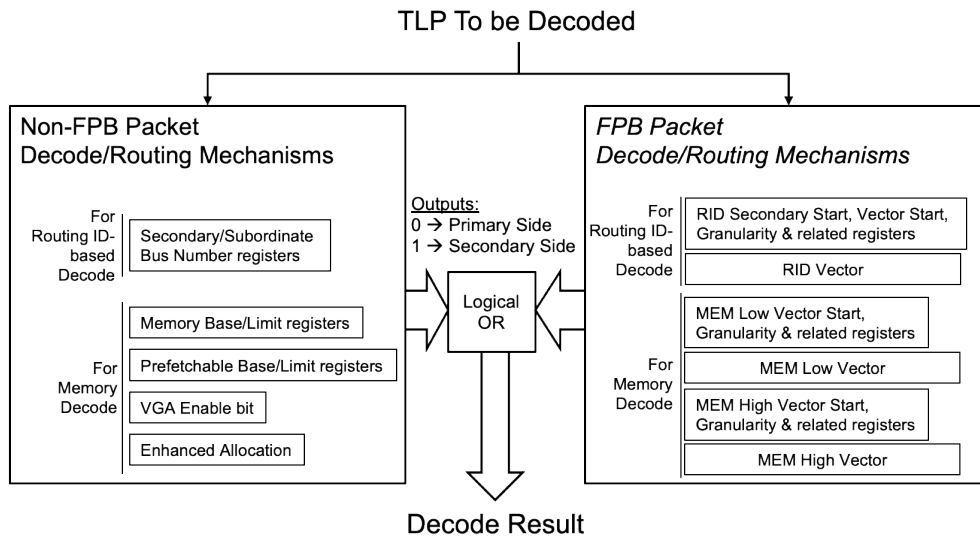 TLP To be Decoded
Non-FPB Packet
Decode/Routing Mechanisms
For
Routing ID-
based
Decode
Secondary/Subordinate
Bus Number registers
For
Memory
Decode
Memory Base/Limit registers
Prefetchable Base/Limit registers
VGA Enable bit
Enhanced Allocation
Outputs:
0 → Primary Side
1 → Secondary Side
Logical
OR
FPB Packet
Decode/Routing Mechanisms
For
Routing ID-
based
Decode
RID Secondary Start, Vector Start,
Granularity & related registers
RID Vector
For
Memory
Decode
MEM Low Vector Start,
Granularity & related registers
MEM Low Vector
MEM High Vector Start,
Granularity & related registers
MEM High Vector
Decode Result